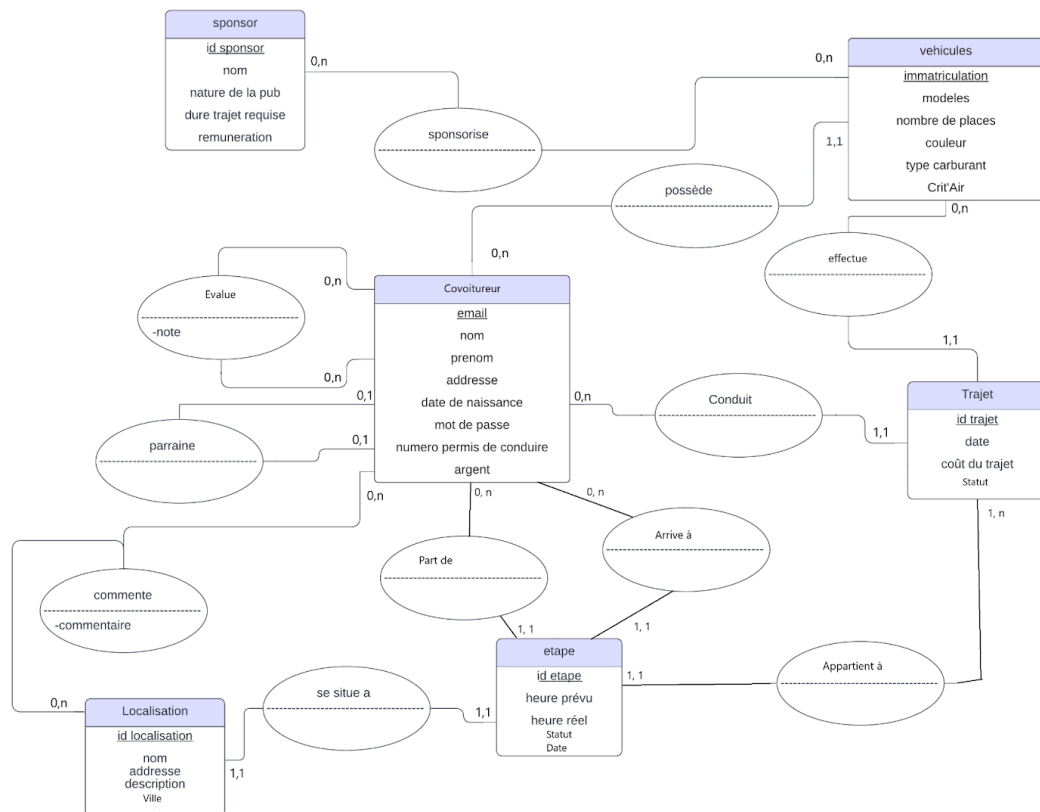 sponsor
id sponsor
nom
nature de la pub
dure trajet requise
remuneration
0,n
sponsorise
0,n
vehicules
immatriculation
modeles
nombre de places
couleur
type carburant
Crit'Air
1,1
possède
0,n
0,n
effectue
1,1
Evalue
-note
0,n
0,n
Covoitureur
email
nom
prenom
addresse
date de naissance
mot de passe
numero permis de conduire
argent
0,1
parraine
0,1
0,n
Conduit
1,1
Trajet
id trajet
date
coût du trajet
Statut
0,n
0, n
0, n
1, n
Part de
Arrive à
commente
-commentaire
1, 1
1, 1
etape
id etape
heure prévu
heure réel
Statut
Date
1, 1
Appartient à
se situe a
1,1
0,n
Localisation
id localisation
nom
addresse
description
Ville
1,1